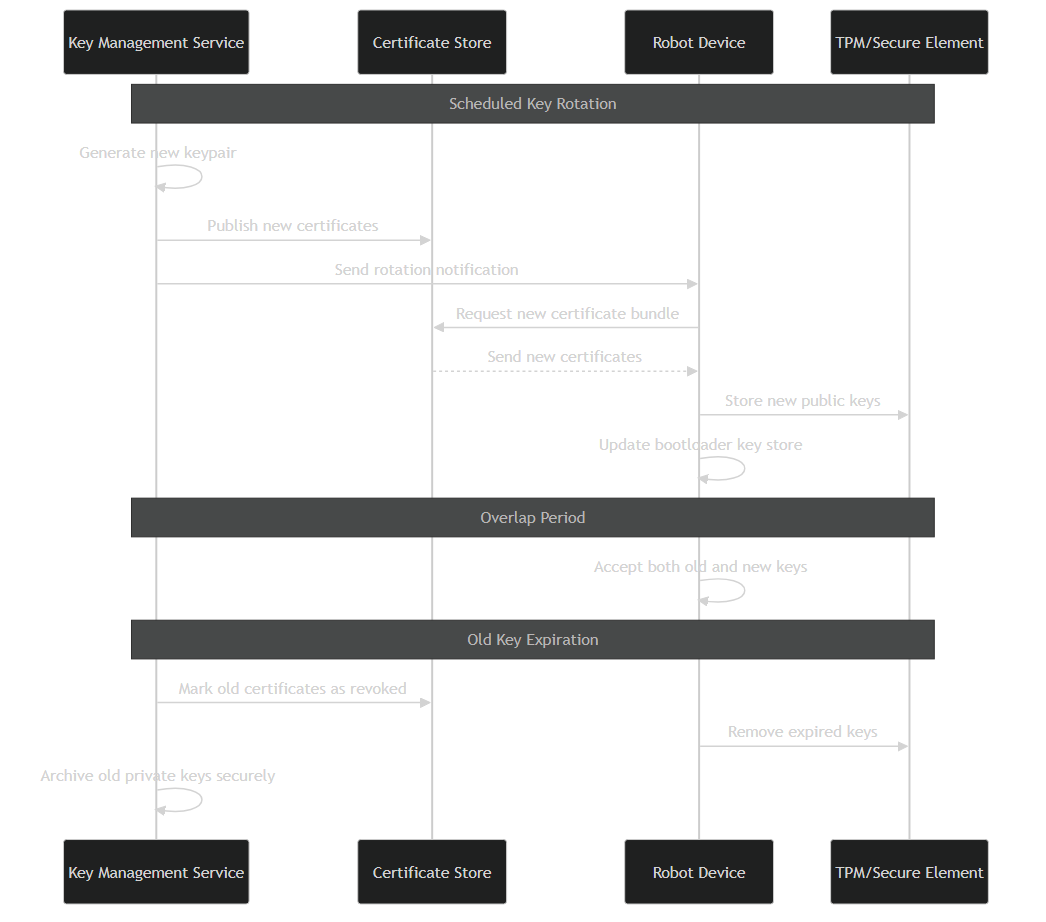 Key Management Service
Certificate Store
Robot Device
TPM/Secure Element
Scheduled Key Rotation
Generate new keypair
Publish new certificates
Send rotation notification
Request new certificate bundle
Send new certificates
Store new public keys
Update bootloader key store
Overlap Period
Accept both old and new keys
Old Key Expiration
Mark old certificates as revoked
Remove expired keys
Archive old private keys securely
Key Management Service
Certificate Store
Robot Device
TPM/Secure Element